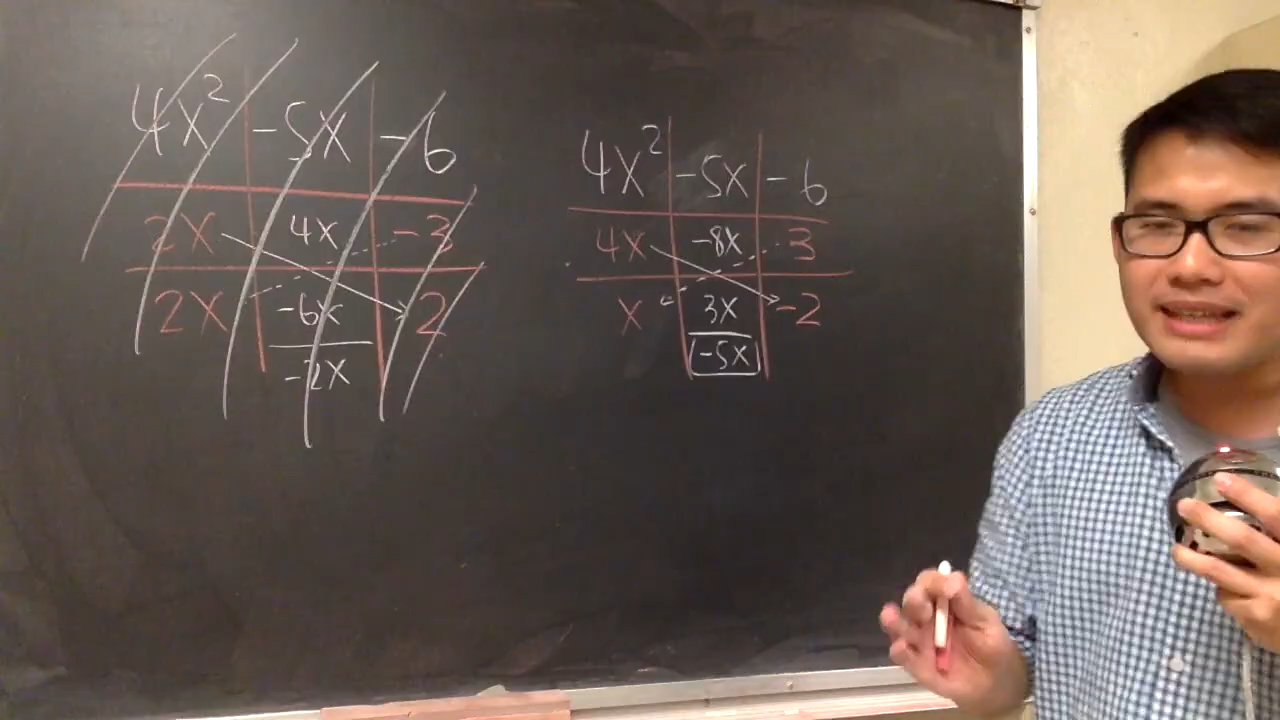 4x² -5x -6
2x 4x -3
2x -6x 2
-2x
4x² -5x -6
4x -8x 3
x 3x -2
-5x